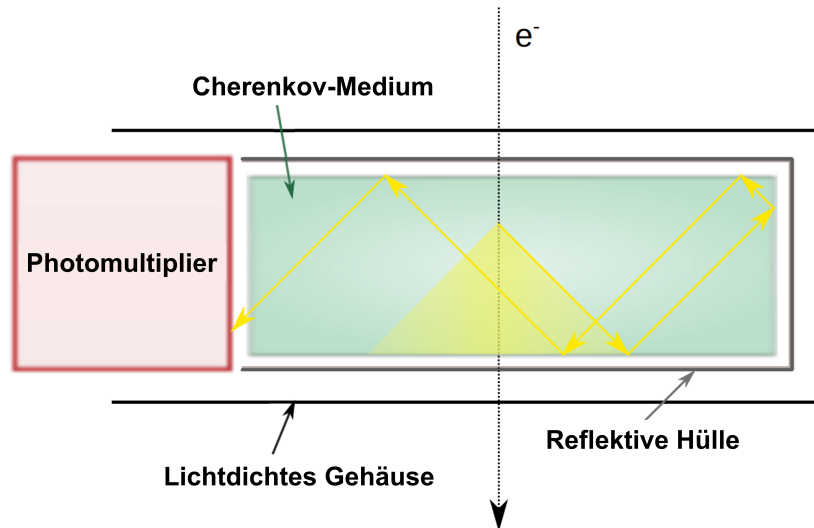 e⁻
Cherenkov-Medium
Photomultiplier
Reflektive Hülle
Lichtdichtes Gehäuse